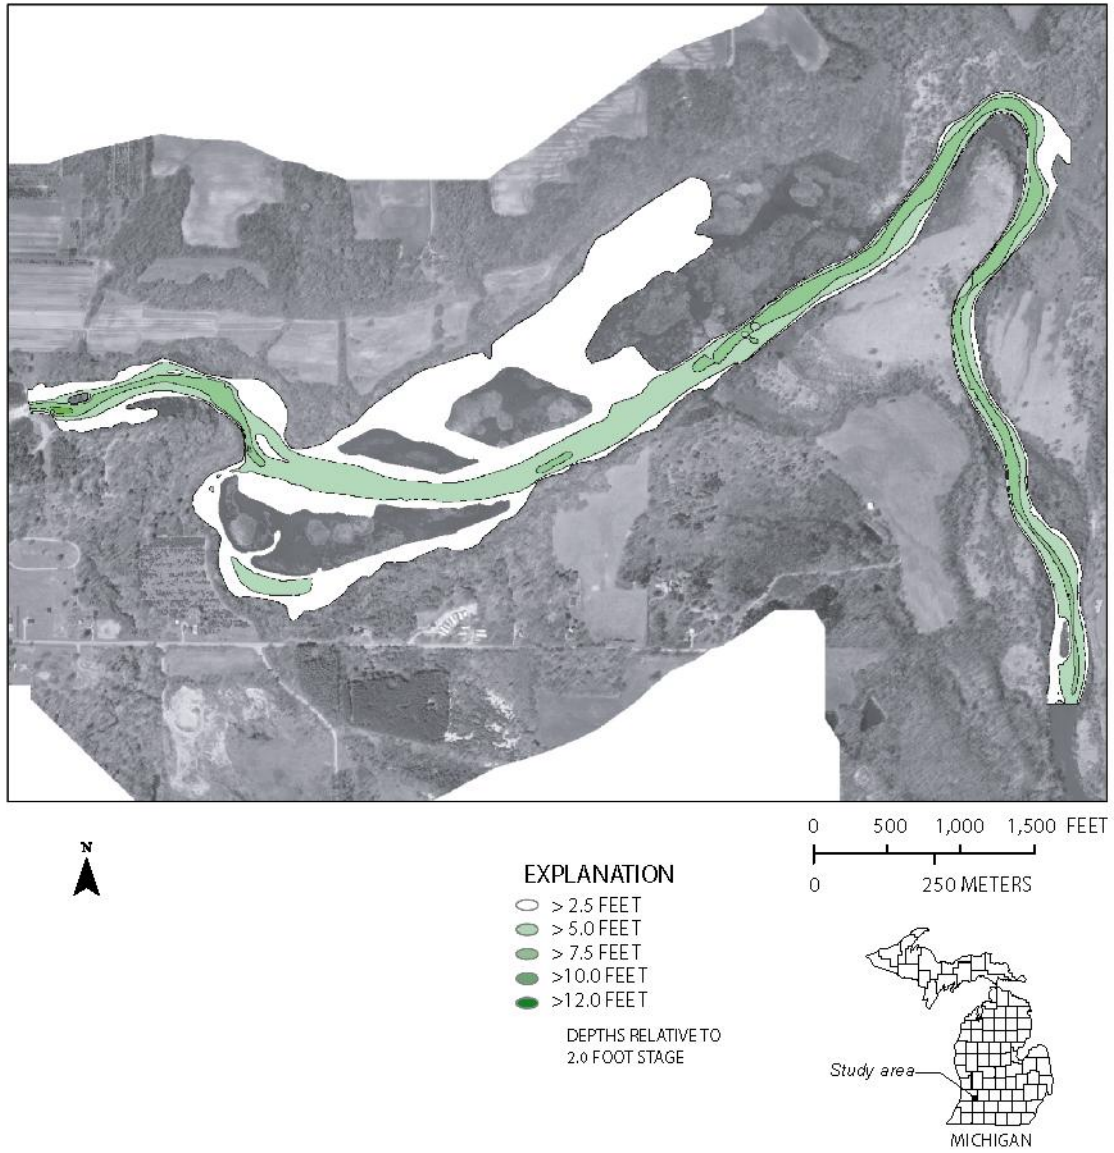 N
0 500 1,000 1,500 FEET
0 250 METERS
EXPLANATION
> 2.5 FEET
> 5.0 FEET
> 7.5 FEET
>10.0 FEET
>12.0 FEET
DEPTHS RELATIVE TO
2.0 FOOT STAGE
Study area
MICHIGAN